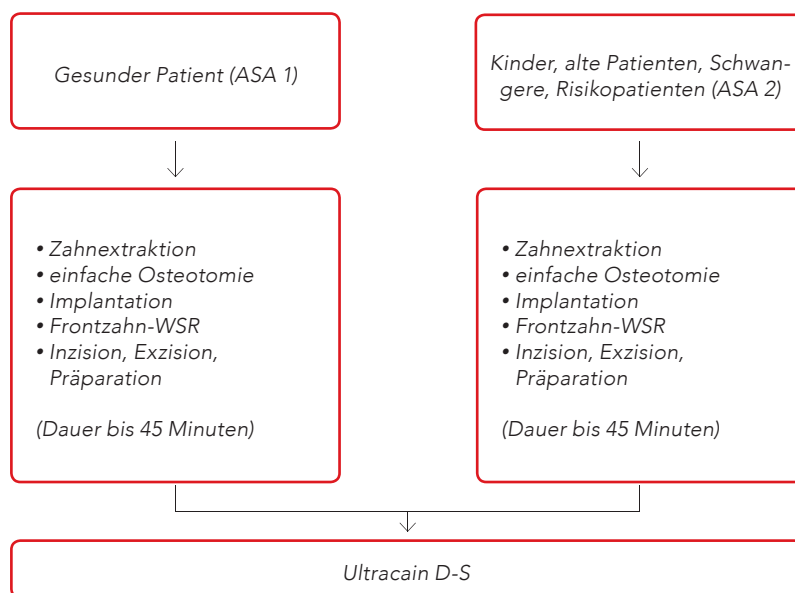 Gesunder Patient (ASA 1)
Kinder, alte Patienten, Schwan-
gere, Risikopatienten (ASA 2)
• Zahnextraktion
• einfache Osteotomie
• Implantation
• Frontzahn-WSR
• Inzision, Exzision,
Präparation
(Dauer bis 45 Minuten)
• Zahnextraktion
• einfache Osteotomie
• Implantation
• Frontzahn-WSR
• Inzision, Exzision,
Präparation
(Dauer bis 45 Minuten)
Ultracain D-S